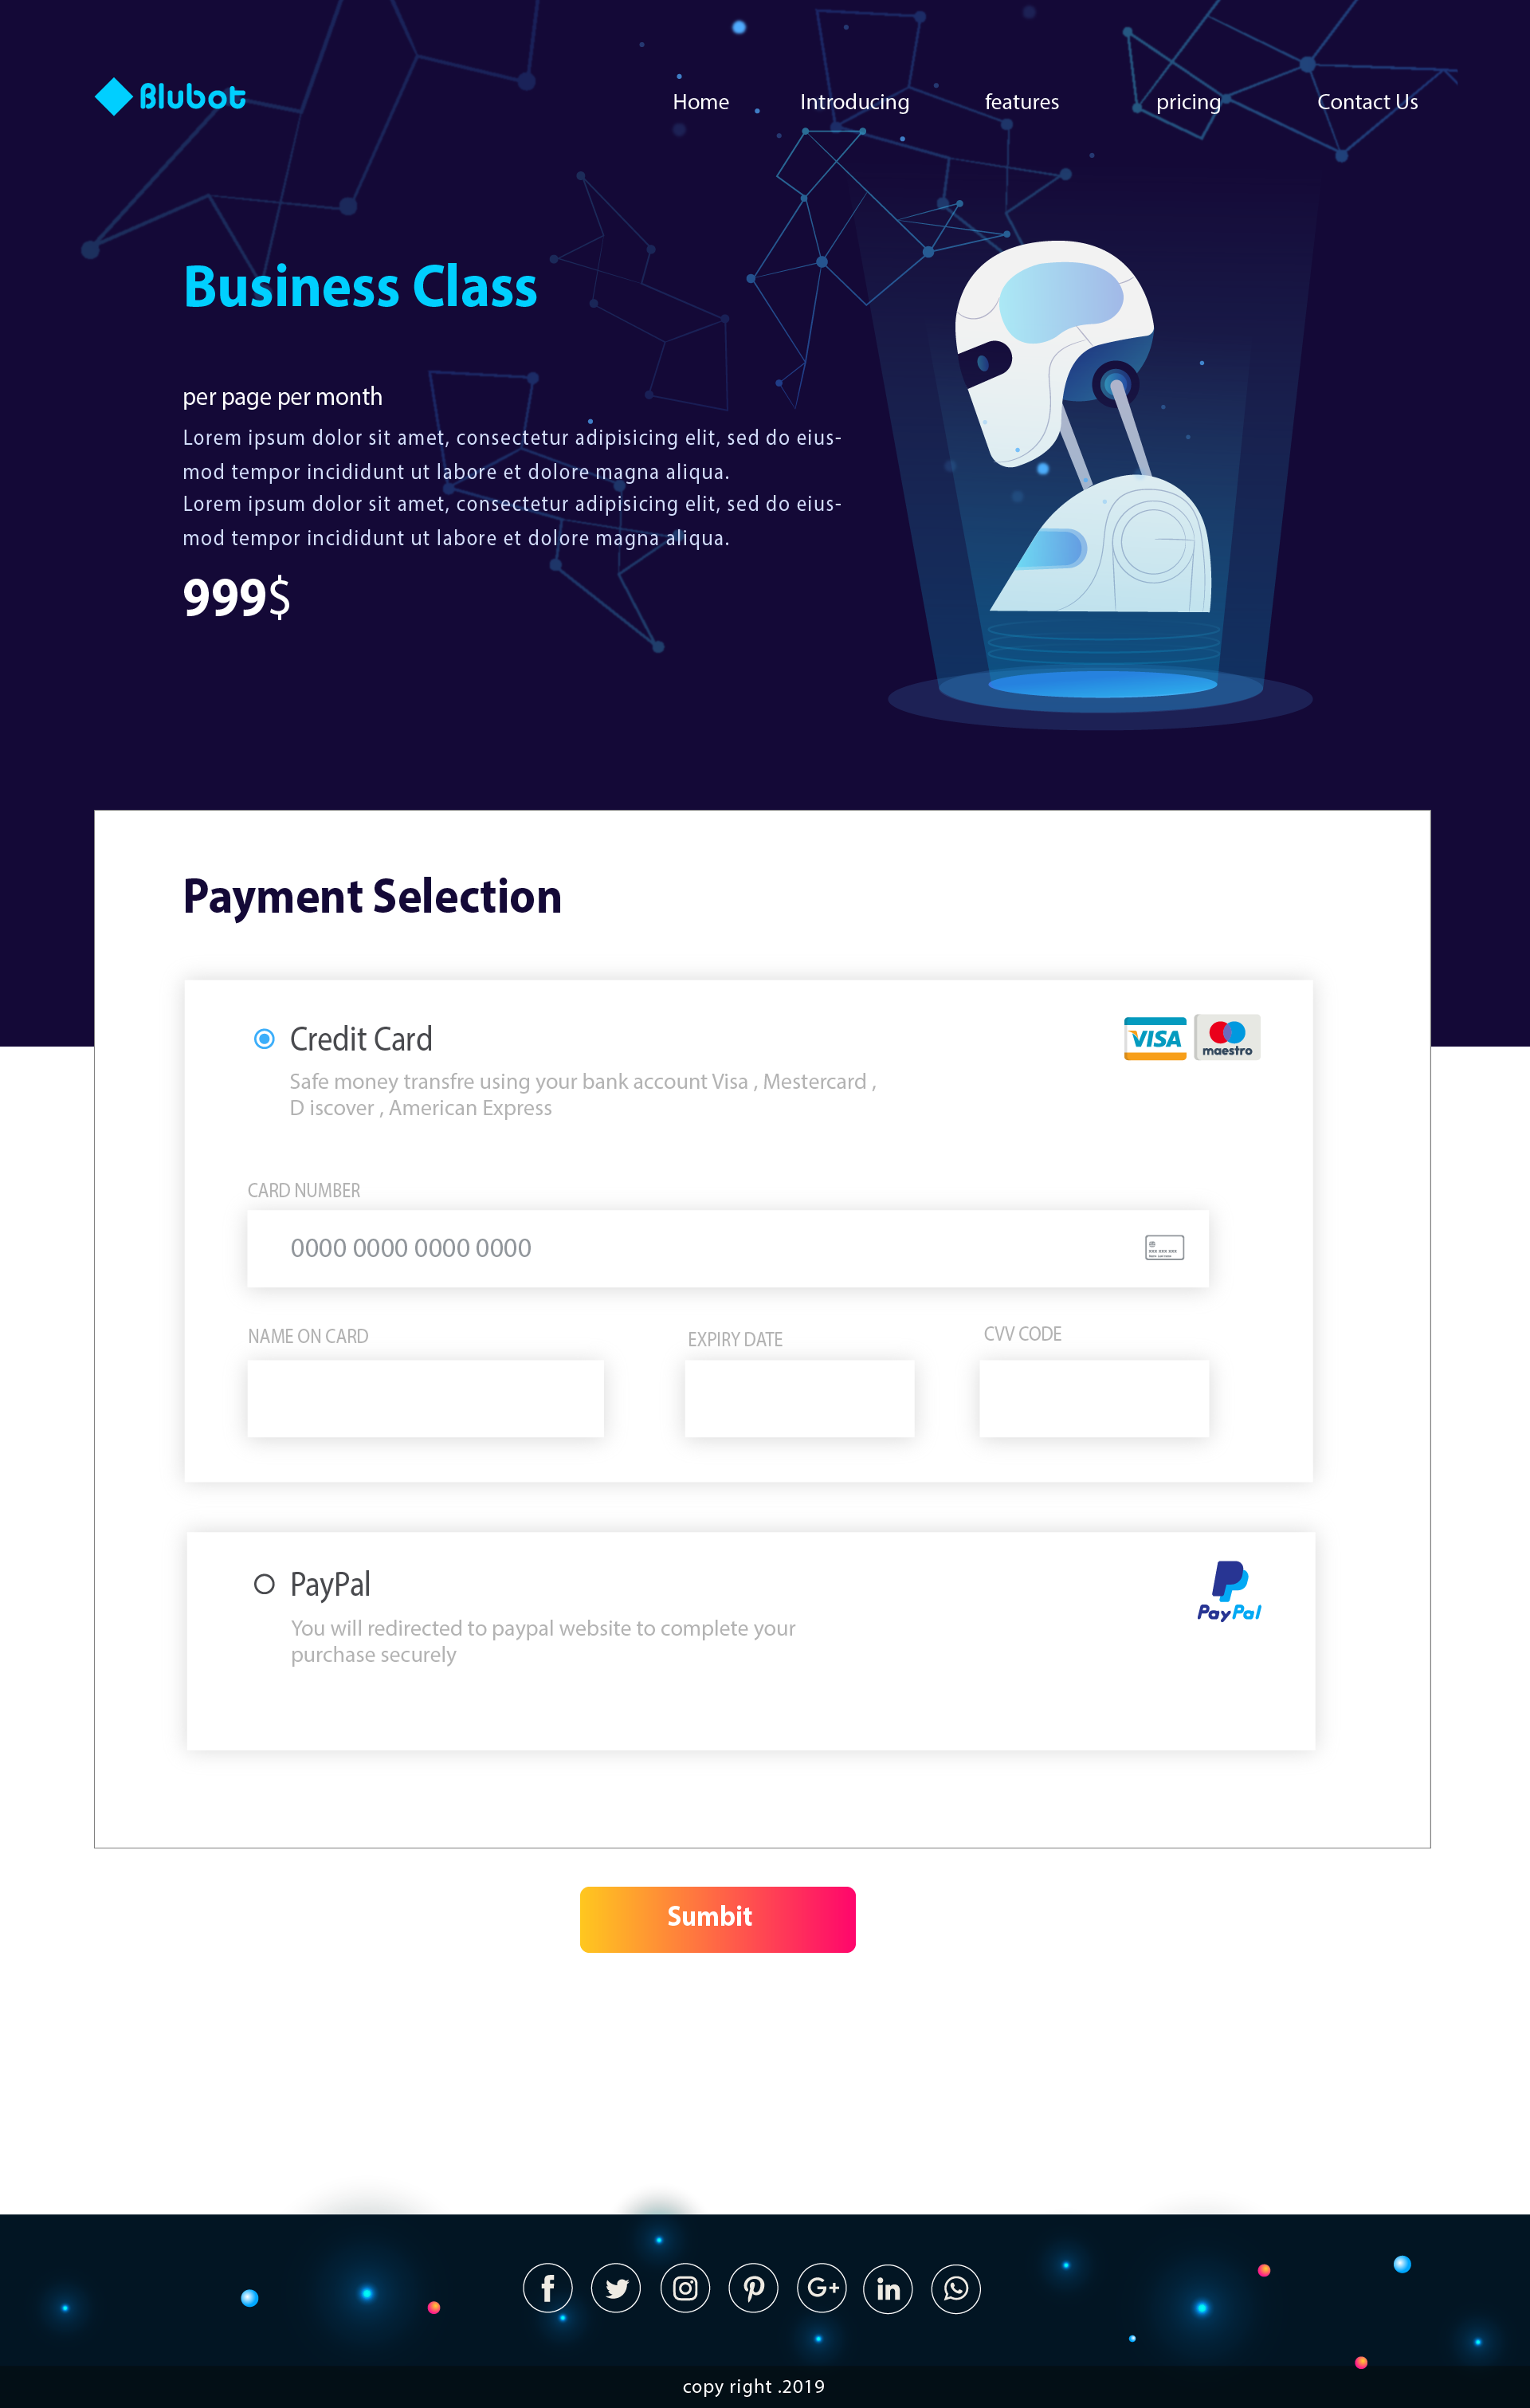 Blubot
Home Introducing features pricing Contact Us
Business Class
per page per month
Lorem ipsum dolor sit amet, consectetur adipisicing elit, sed do eius-
mod tempor incididunt ut labore et dolore magna aliqua.
Lorem ipsum dolor sit amet, consectetur adipisicing elit, sed do eius-
mod tempor incididunt ut labore et dolore magna aliqua.
999$
Payment Selection
Credit Card
VISA maestro
Safe money transfre using your bank account Visa , Mestercard ,
D iscover , American Express
CARD NUMBER
0000 0000 0000 0000
NAME ON CARD EXPIRY DATE CVV CODE
PayPal
PayPal
You will redirected to paypal website to complete your
purchase securely
Sumbit
G+ in
copy right .2019